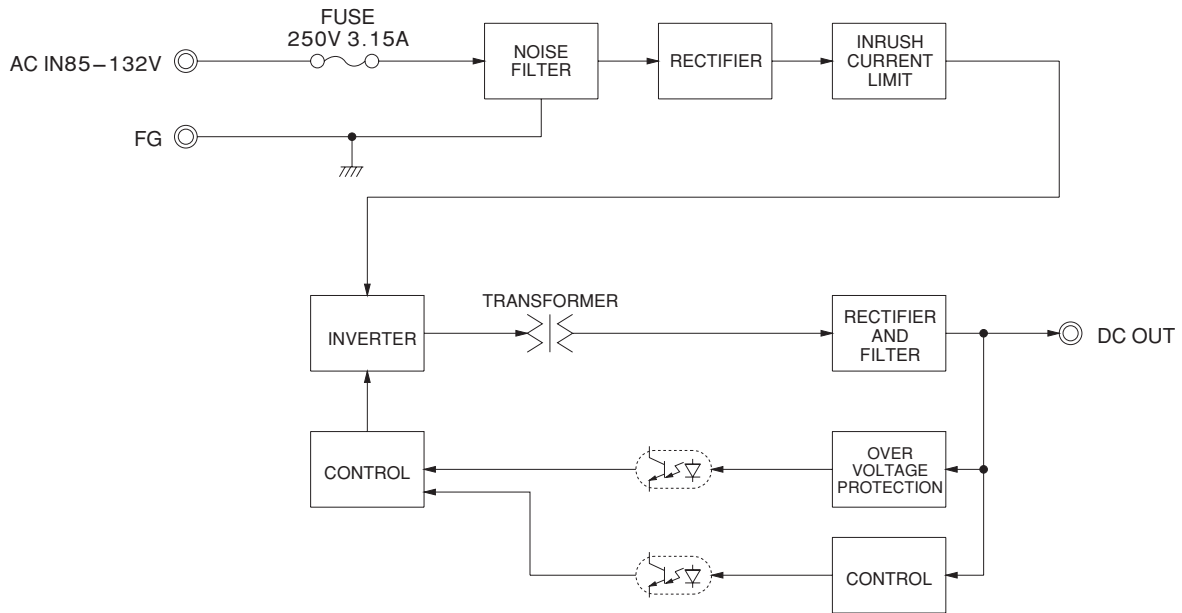 FUSE
250V 3.15A
AC IN85–132V
NOISE
FILTER
RECTIFIER
INRUSH
CURRENT
LIMIT
FG
INVERTER
TRANSFORMER
RECTIFIER
AND
FILTER
DC OUT
CONTROL
OVER
VOLTAGE
PROTECTION
CONTROL